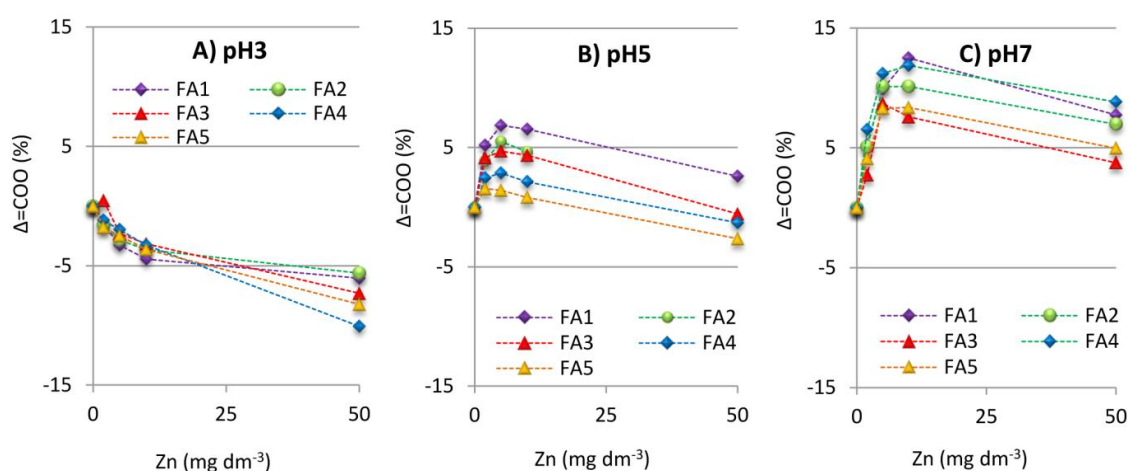 A) pH3
15
5
-5
-15
Δ=COO (%)
FA1
FA2
FA3
FA4
FA5
0
25
50
Zn (mg dm-3)
B) pH5
15
5
-5
-15
Δ=COO (%)
FA1
FA2
FA3
FA4
FA5
0
25
50
Zn (mg dm-3)
C) pH7
15
5
-5
-15
Δ=COO (%)
FA1
FA2
FA3
FA4
FA5
0
25
50
Zn (mg dm-3)